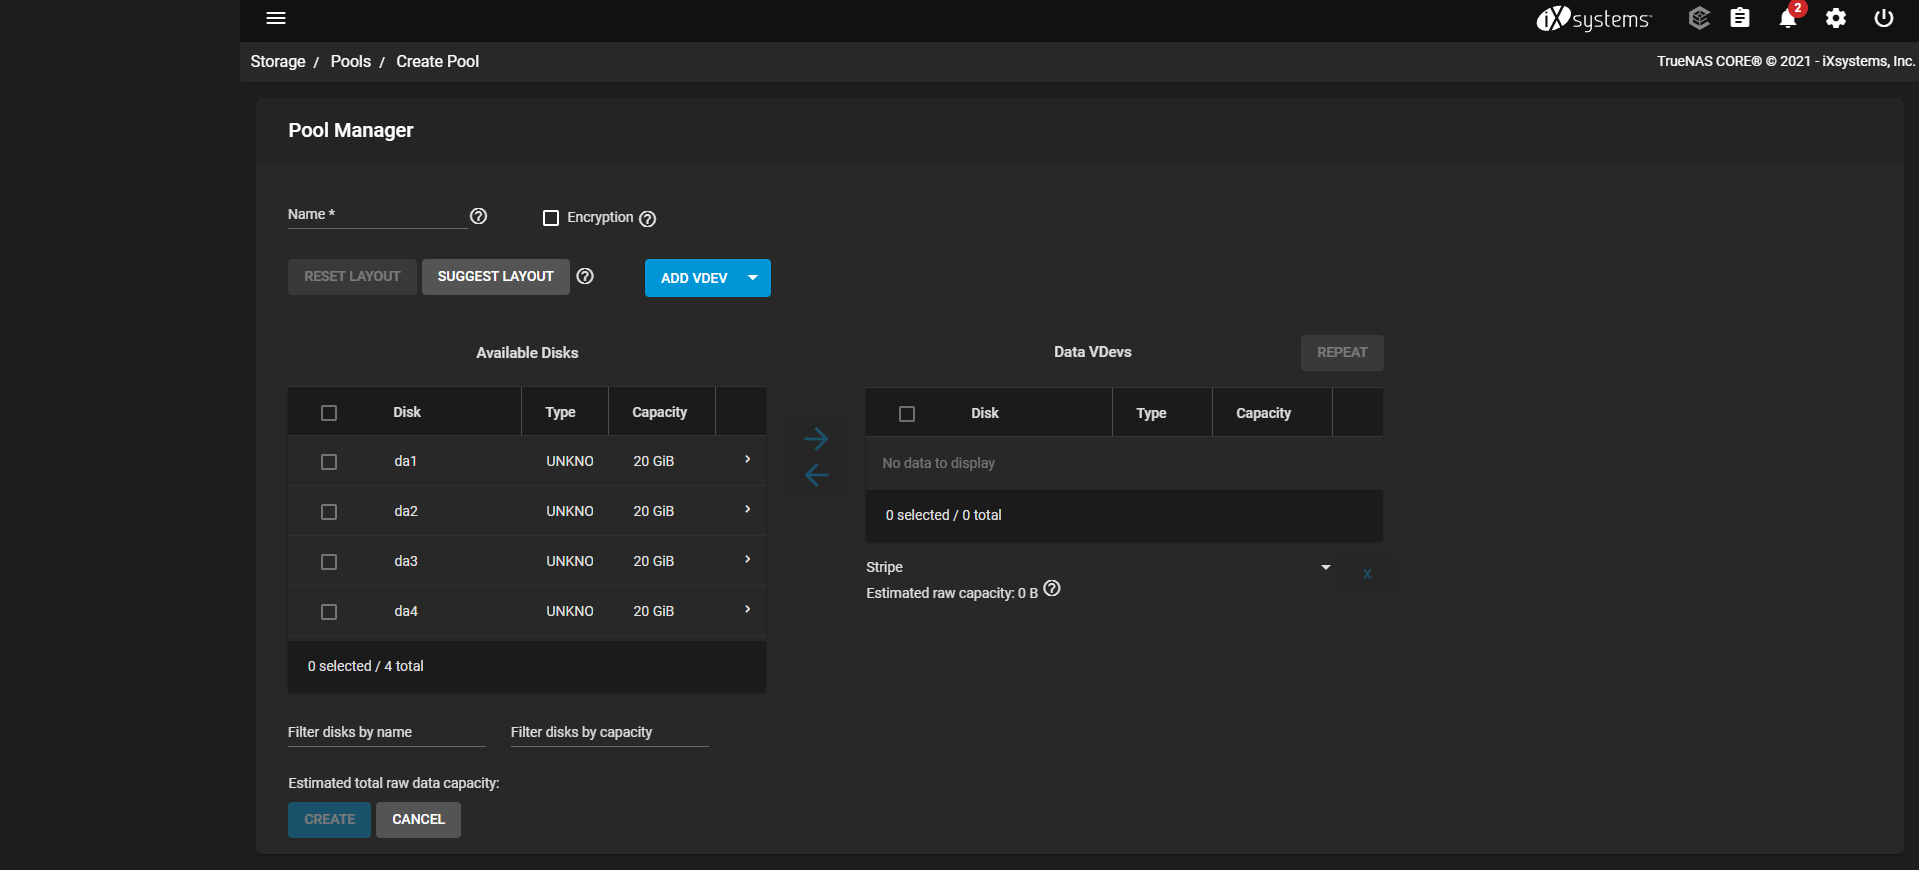 iXsystems
2
Storage / Pools / Create Pool
TrueNAS CORE® © 2021 - iXsystems, Inc.
Pool Manager
Name *
Encryption
RESET LAYOUT
SUGGEST LAYOUT
ADD VDEV
Available Disks
Disk Type Capacity
da1 UNKNO 20 GiB
da2 UNKNO 20 GiB
da3 UNKNO 20 GiB
da4 UNKNO 20 GiB
0 selected / 4 total
Filter disks by name
Filter disks by capacity
Data VDevs
REPEAT
Disk Type Capacity
No data to display
0 selected / 0 total
Stripe
X
Estimated raw capacity: 0 B
Estimated total raw data capacity:
CREATE
CANCEL